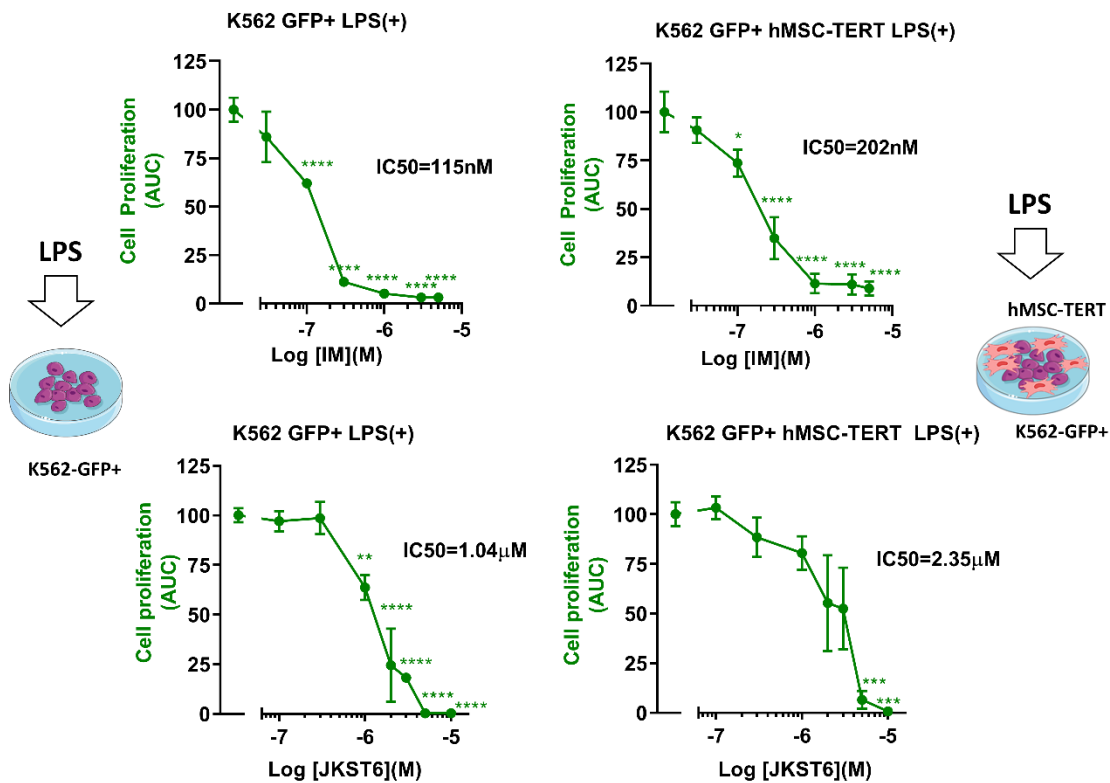 K562 GFP+ LPS(+)
Cell Proliferation
(AUC)
125
100
75
50
25
0
****
****
****
****
****
IC50=115nM
-7
-6
-5
Log [IM](M)
K562 GFP+ hMSC-TERT LPS(+)
Cell Proliferation
(AUC)
125
100
75
50
25
0
*
****
****
****
****
IC50=202nM
-7
-6
-5
Log [IM](M)
LPS
K562-GFP+
LPS
hMSC-TERT
K562-GFP+
K562 GFP+ LPS(+)
Cell proliferation
(AUC)
125
100
75
50
25
0
**
****
****
****
****
IC50=1.04μM
-7
-6
-5
Log [JKST6](M)
K562 GFP+ hMSC-TERT LPS(+)
Cell proliferation
(AUC)
125
100
75
50
25
0
***
***
IC50=2.35μM
-7
-6
-5
Log [JKST6](M)